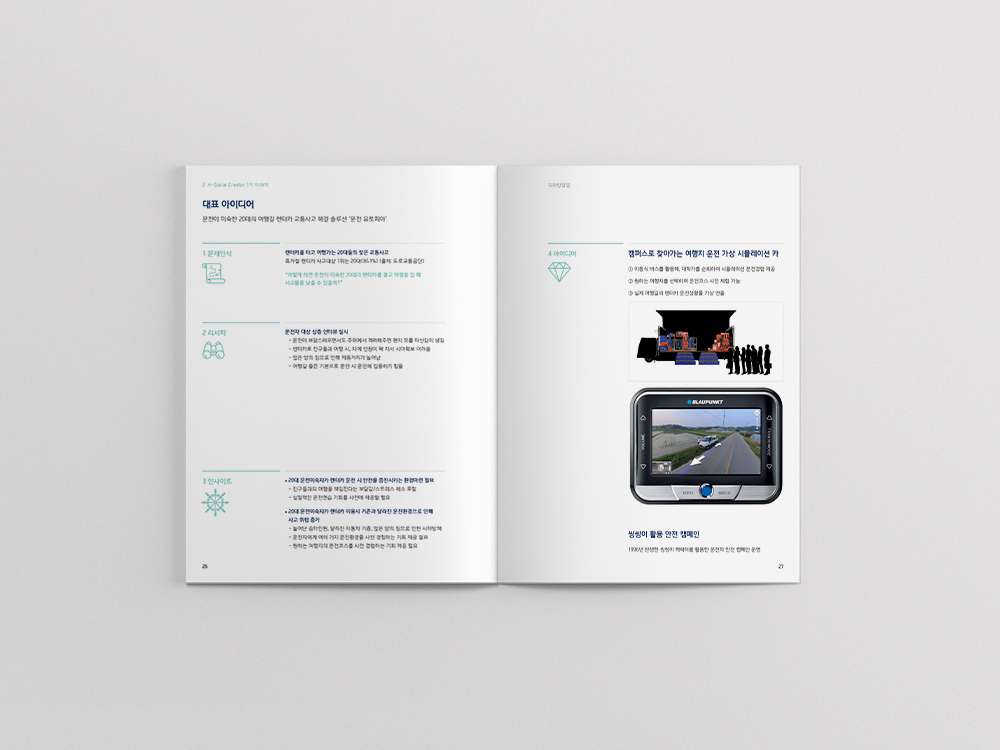 2 H-Social Creator 1기 이야기
대표 아이디어
운전이 미숙한 20대의 여행길 렌터카 교통사고 해결 솔루션 '운전 유토피아'
1 문제인식
렌터카를 타고 여행가는 20대들의 잦은 교통사고
휴가철 렌터카 사고대상 1위는 20대(36.1%) (출처: 도로교통공단)
"어떻게 하면 운전이 미숙한 20대가 렌터카를 몰고 여행을 갈 때
사고율을 낮출 수 있을까?"
2 리서치
운전자 대상 심층 인터뷰 실시
- 운전이 부담스러우면서도 주위에서 격려해주면 왠지 모를 자신감이 생김
- 렌터카로 친구들과 여행 시, 차에 인원이 꽉 차서 시야확보 어려움
- 많은 양의 짐으로 인해 제동거리가 늘어남
- 여행길 들뜬 기분으로 운전 시 운전에 집중하기 힘듦
3 인사이트
• 20대 운전미숙자가 렌터카 운전 시 안전을 증진시키는 환경마련 필요
- 친구들과의 여행을 책임진다는 부담감/스트레스 해소 포함
- 실질적인 운전연습 기회를 사전에 제공할 필요
• 20대 운전미숙자가 렌터카 이용시 기존과 달라진 운전환경으로 인해
사고 위험 증가
- 늘어난 승차인원, 달라진 자동차 기종, 많은 양의 짐으로 인한 시야방해
- 운전자에게 여러 가지 운전환경을 사전 경험하는 기회 제공 필요
- 원하는 여행지의 운전코스를 사전 경험하는 기회 제공 필요
26
디자인씽킹
4 아이디어
캠퍼스로 찾아가는 여행지 운전 가상 시뮬레이션 카
① 이동식 버스를 활용해, 대학가를 순회하며 시뮬레이션 운전경험 제공
② 원하는 여행지를 선택하여 운전코스 사전 체험 가능
③ 실제 여행길의 렌터카 운전상황을 가상 연출
BLAUPUNKT
VOLUME
씽씽이 활용 안전 캠페인
1996년 탄생한 씽씽이 캐릭터를 활용한 운전자 안전 캠페인 운영
27